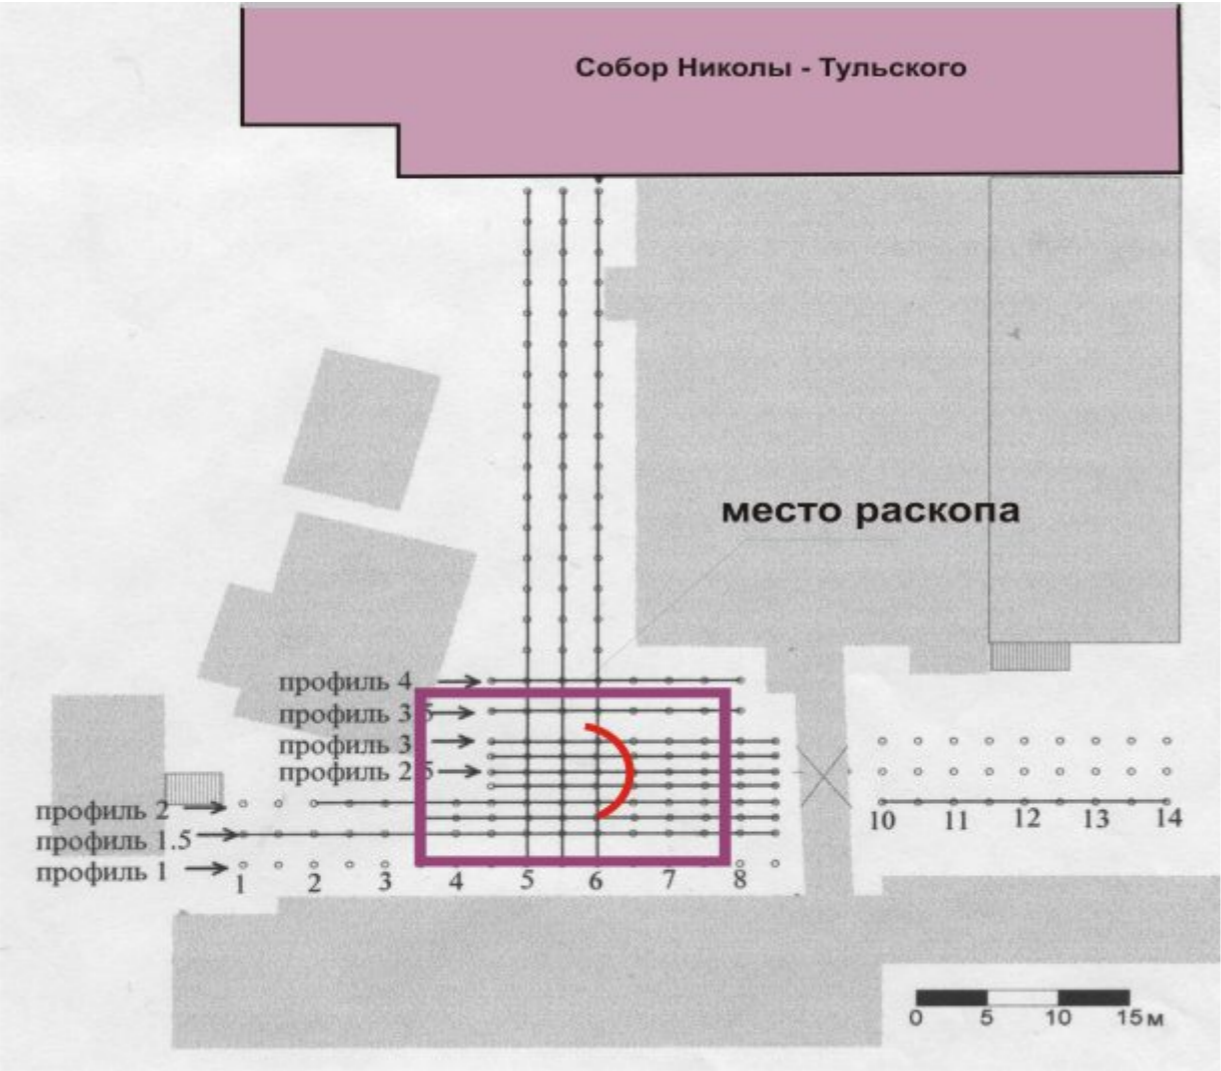 Собор Николы - Тульского
место раскопа
профиль 4
профиль 3.5
профиль 3
профиль 2.5
профиль 2
профиль 1.5
профиль 1
1 2 3 4 5 6 7 8
10 11 12 13 14
0 5 10 15 м